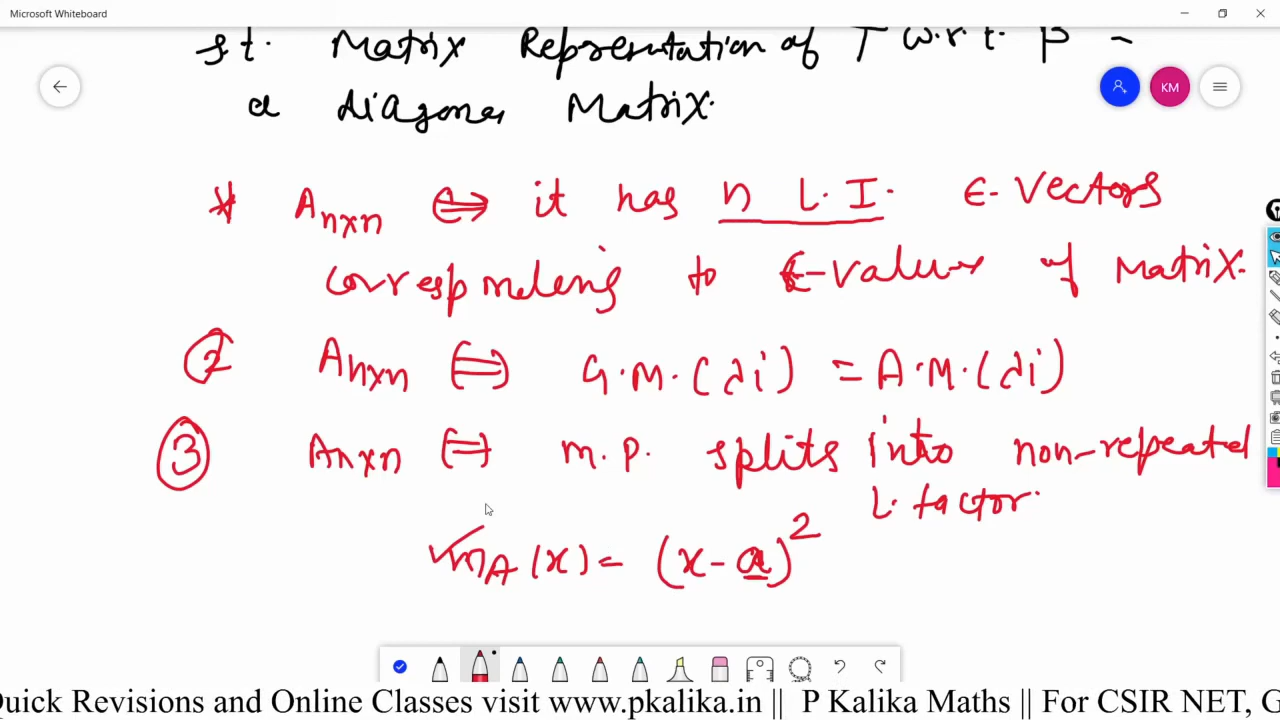 Microsoft Whiteboard
s t. Matrix Representation of T w.r.t. β =
a diagonal Matrix.
KM
* Anxn ⇔ it has n L.I. E-Vectors
corresponding to E-values of Matrix.
② Anxn ⇔ G.M.(λi) = A.M.(λi)
③ Anxn ⇔ m.p. splits into non-repeated
L. factor.
mA(x) = (x-a)²
Quick Revisions and Online Classes visit www.pkalika.in || P Kalika Maths || For CSIR NET, G